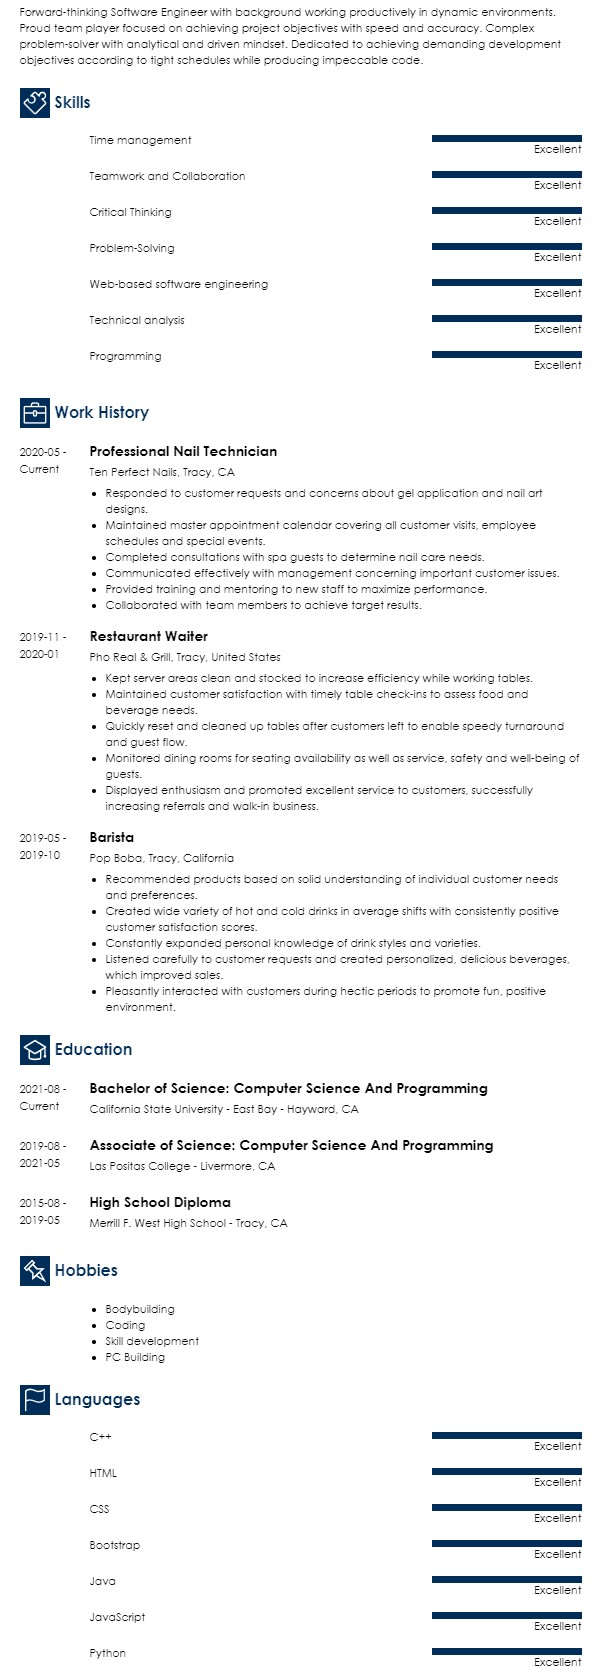 Forward-thinking Software Engineer with background working productively in dynamic environments.
Proud team player focused on achieving project objectives with speed and accuracy. Complex
problem-solver with analytical and driven mindset. Dedicated to achieving demanding development
objectives according to tight schedules while producing impeccable code.
Skills
Time management
Excellent
Teamwork and Collaboration
Excellent
Critical Thinking
Excellent
Problem-Solving
Excellent
Web-based software engineering
Excellent
Technical analysis
Excellent
Programming
Excellent
Work History
2020-05 -
Current
Professional Nail Technician
Ten Perfect Nails, Tracy, CA
• Responded to customer requests and concerns about gel application and nail art
designs.
• Maintained master appointment calendar covering all customer visits, employee
schedules and special events.
• Completed consultations with spa guests to determine nail care needs.
• Communicated effectively with management concerning important customer issues.
• Provided training and mentoring to new staff to maximize performance.
• Collaborated with team members to achieve target results.
2019-11 -
2020-01
Restaurant Waiter
Pho Real & Grill, Tracy, United States
• Kept server areas clean and stocked to increase efficiency while working tables.
• Maintained customer satisfaction with timely table check-ins to assess food and
beverage needs.
• Quickly reset and cleaned up tables after customers left to enable speedy turnaround
and guest flow.
• Monitored dining rooms for seating availability as well as service, safety and well-being of
guests.
• Displayed enthusiasm and promoted excellent service to customers, successfully
increasing referrals and walk-in business.
2019-05 -
2019-10
Barista
Pop Boba, Tracy, California
• Recommended products based on solid understanding of individual customer needs
and preferences.
• Created wide variety of hot and cold drinks in average shifts with consistently positive
customer satisfaction scores.
• Constantly expanded personal knowledge of drink styles and varieties.
• Listened carefully to customer requests and created personalized, delicious beverages,
which improved sales.
• Pleasantly interacted with customers during hectic periods to promote fun, positive
environment.
Education
2021-08 -
Current
Bachelor of Science: Computer Science And Programming
California State University - East Bay - Hayward, CA
2019-08 -
2021-05
Associate of Science: Computer Science And Programming
Las Positas College - Livermore, CA
2015-08 -
2019-05
High School Diploma
Merrill F. West High School - Tracy, CA
Hobbies
• Bodybuilding
• Coding
• Skill development
• PC Building
Languages
C++
Excellent
HTML
Excellent
CSS
Excellent
Bootstrap
Excellent
Java
Excellent
JavaScript
Excellent
Python
Excellent